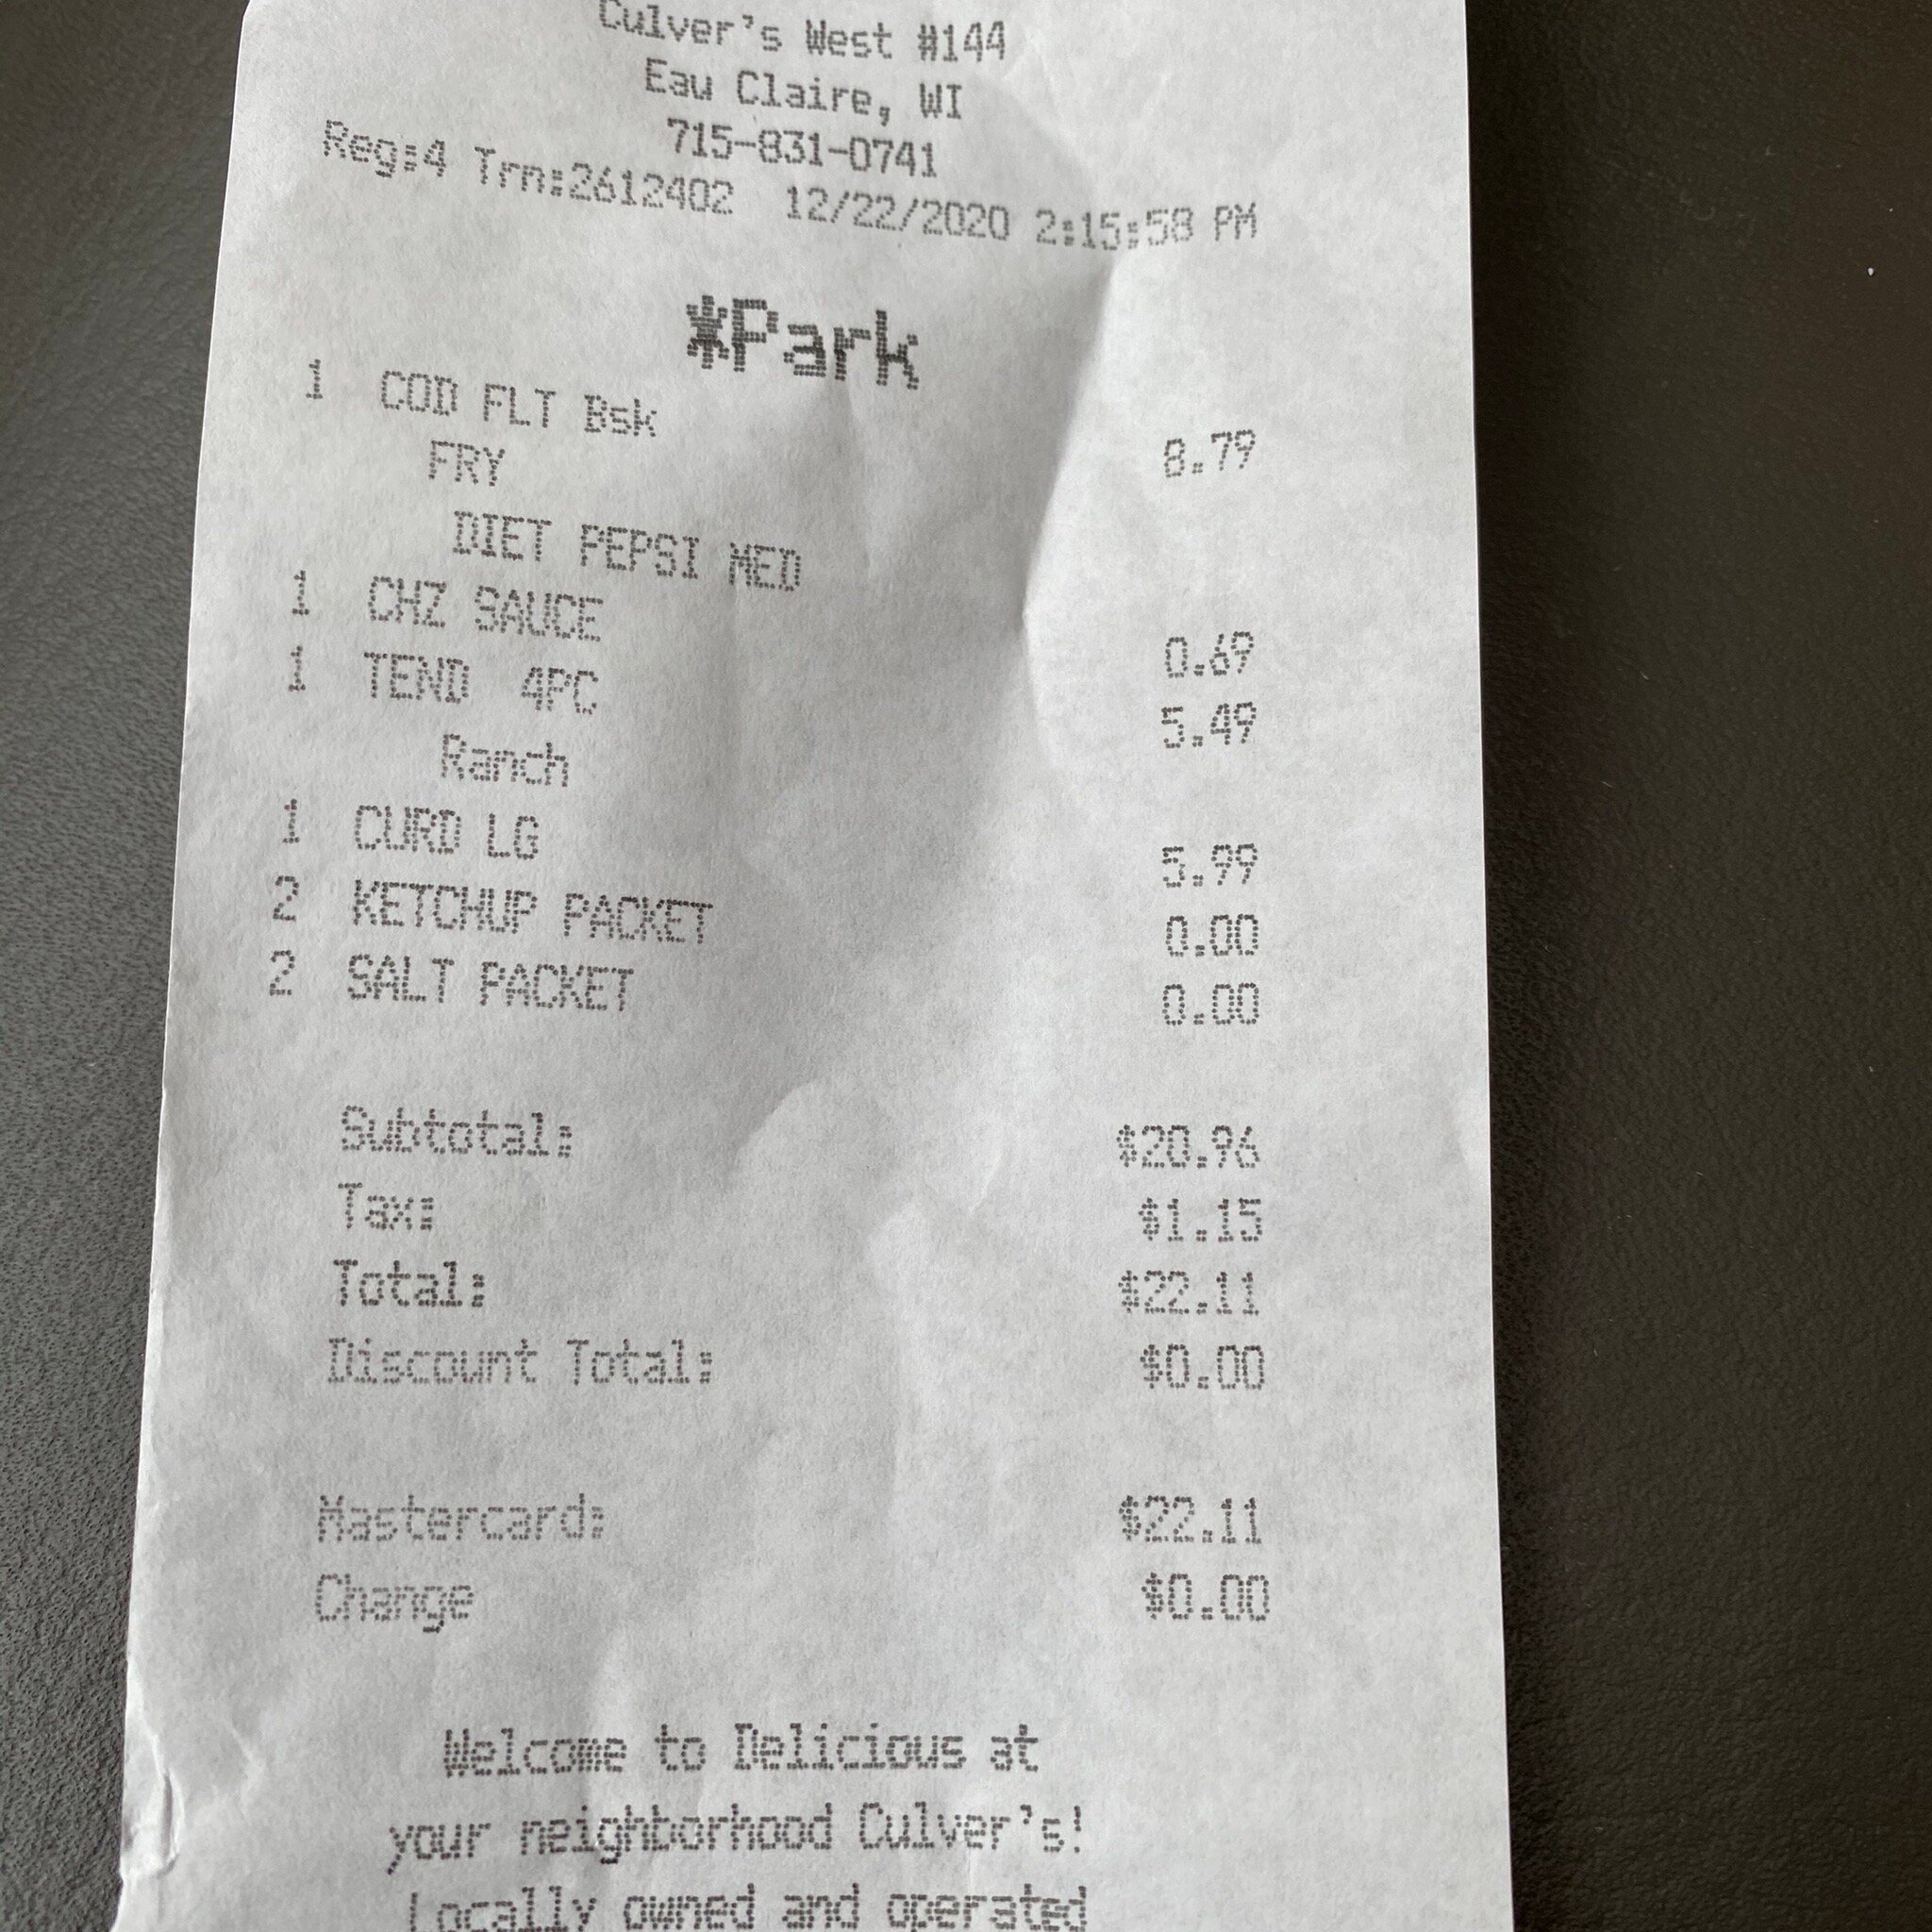 Culver's West #144
Eau Claire, WI
715-831-0741
Reg:4 Trn:2612402 12/22/2020 2:15:58 PM
*Park
1 COD FLT Bsk 8.79
FRY
DIET PEPSI MED
1 CHZ SAUCE 0.69
1 TEND 4PC 5.49
Ranch
1 CURD LG 5.99
2 KETCHUP PACKET 0.00
2 SALT PACKET 0.00
Subtotal: $20.96
Tax: $1.15
Total: $22.11
Discount Total: $0.00
Mastercard: $22.11
Change $0.00
Welcome to Delicious at
your neighborhood Culver's!
Locally owned and operated